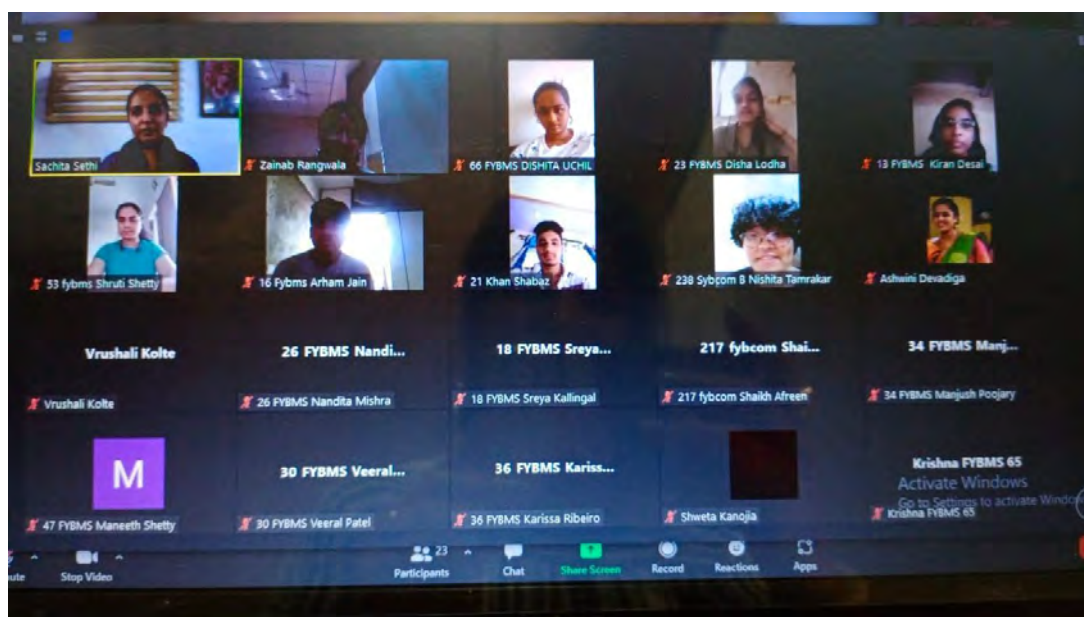 Sachita Sethi
Zainab Rangwala
66 FYBMS DISHITA UCHIL
23 FYBMS Disha Lodha
13 FYBMS Kiran Desai
53 fybms Shruti Shetty
16 Fybms Arham Jain
21 Khan Shabaz
238 Sybcom B Nishita Tamrakar
Ashwini Devadiga
Vrushali Kolte
26 FYBMS Nandi...
18 FYBMS Sreya...
217 fybcom Shai...
34 FYBMS Manj...
Vrushali Kolte
26 FYBMS Nandita Mishra
18 FYBMS Sreya Kallingal
217 fybcom Shaikh Afreen
34 FYBMS Manjush Poojary
M
30 FYBMS Veeral...
36 FYBMS Kariss...
Krishna FYBMS 65
Activate Windows
Go to Settings to activate Windo
47 FYBMS Maneeth Shetty
30 FYBMS Veeral Patel
36 FYBMS Karissa Ribeiro
Shweta Kanojia
Krishna FYBMS 65
23
ute
Stop Video
Participants
Chat
Share Screen
Record
Reactions
Apps